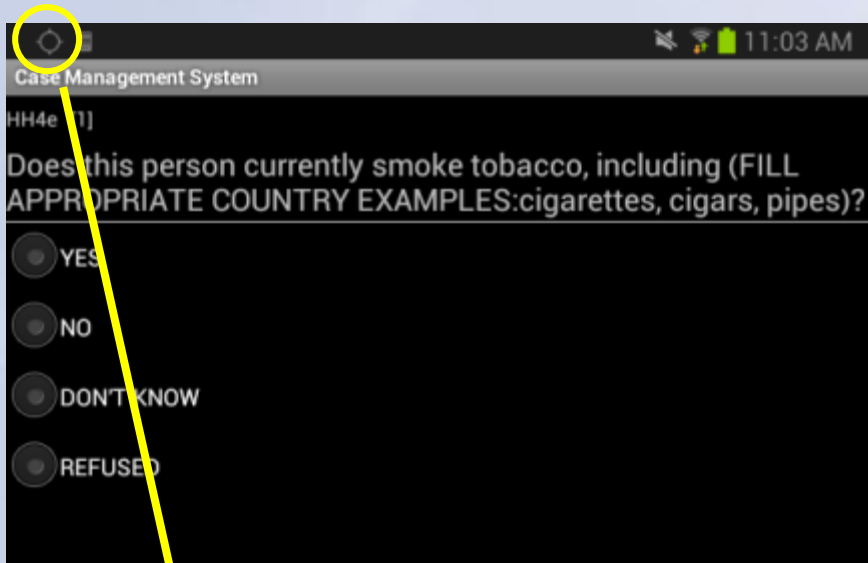 11:03 AM
Case Management System
HH4e [1]
Does this person currently smoke tobacco, including (FILL
APPROPRIATE COUNTRY EXAMPLES:cigarettes, cigars, pipes)?
YES
NO
DON'T KNOW
REFUSED